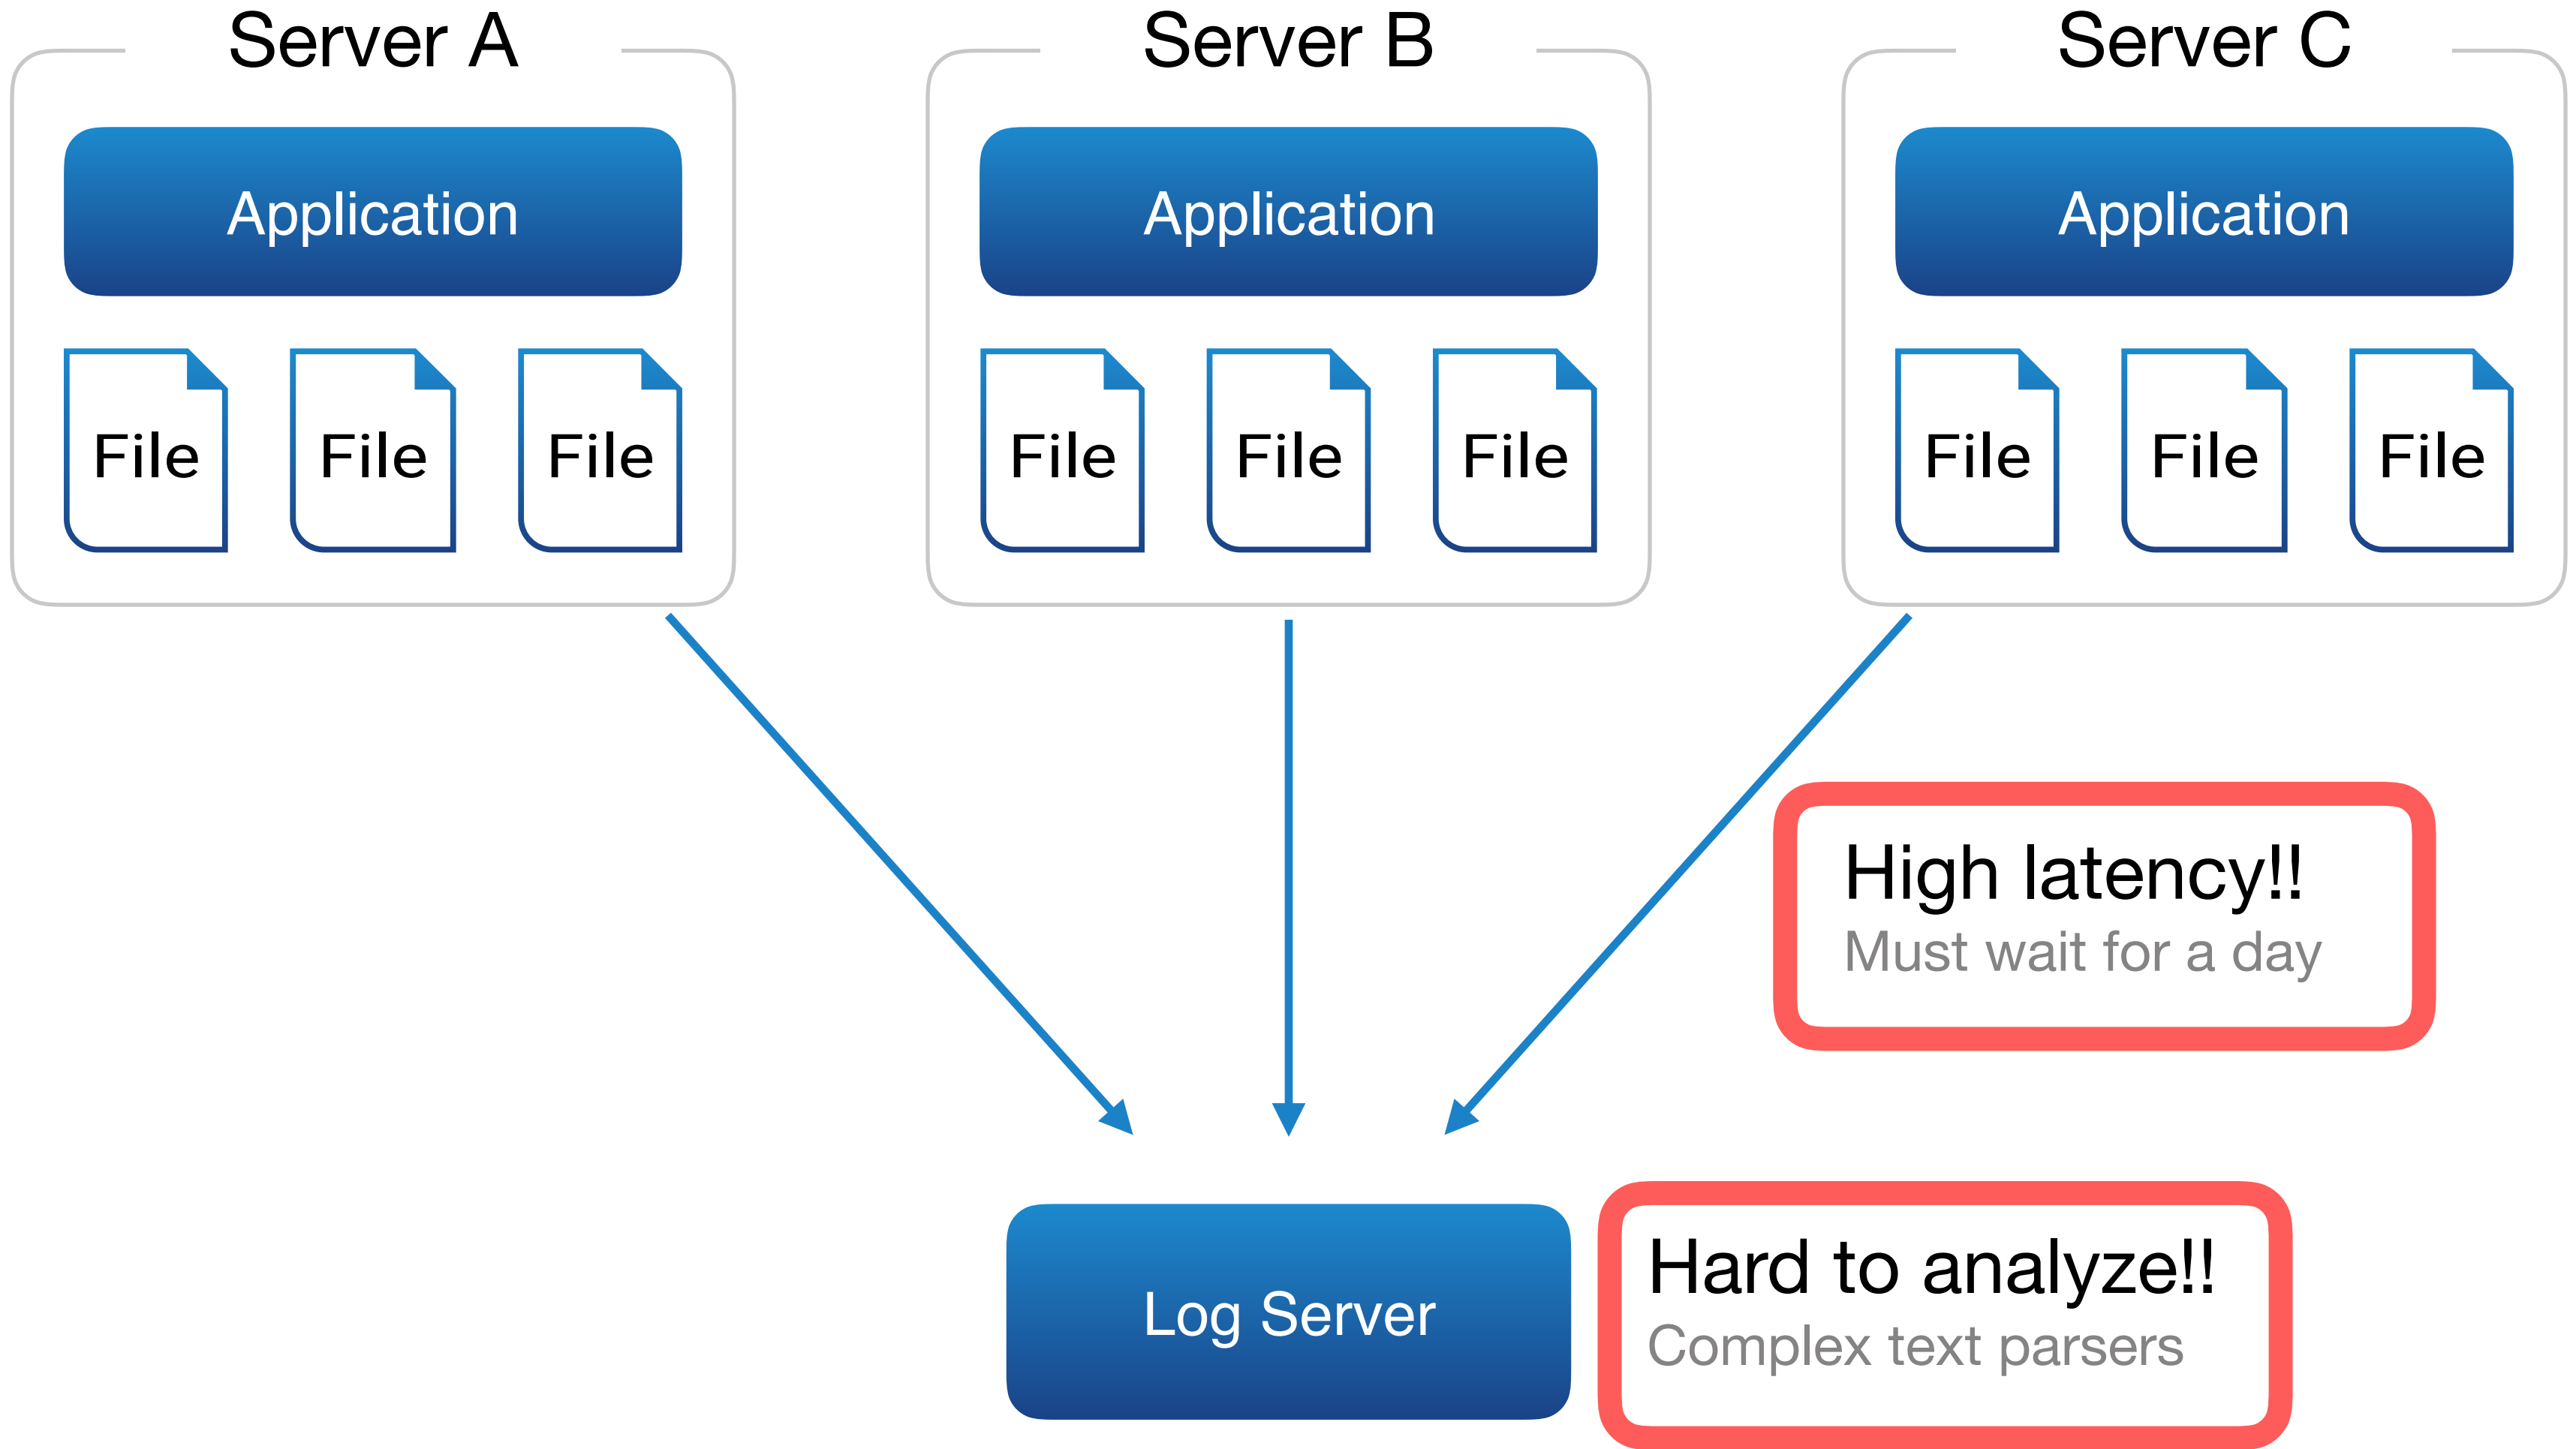 Server A
Server B
Server C
Application
Application
Application
File
File
File
File
File
File
File
File
File
High latency!!
Must wait for a day
Log Server
Hard to analyze!!
Complex text parsers